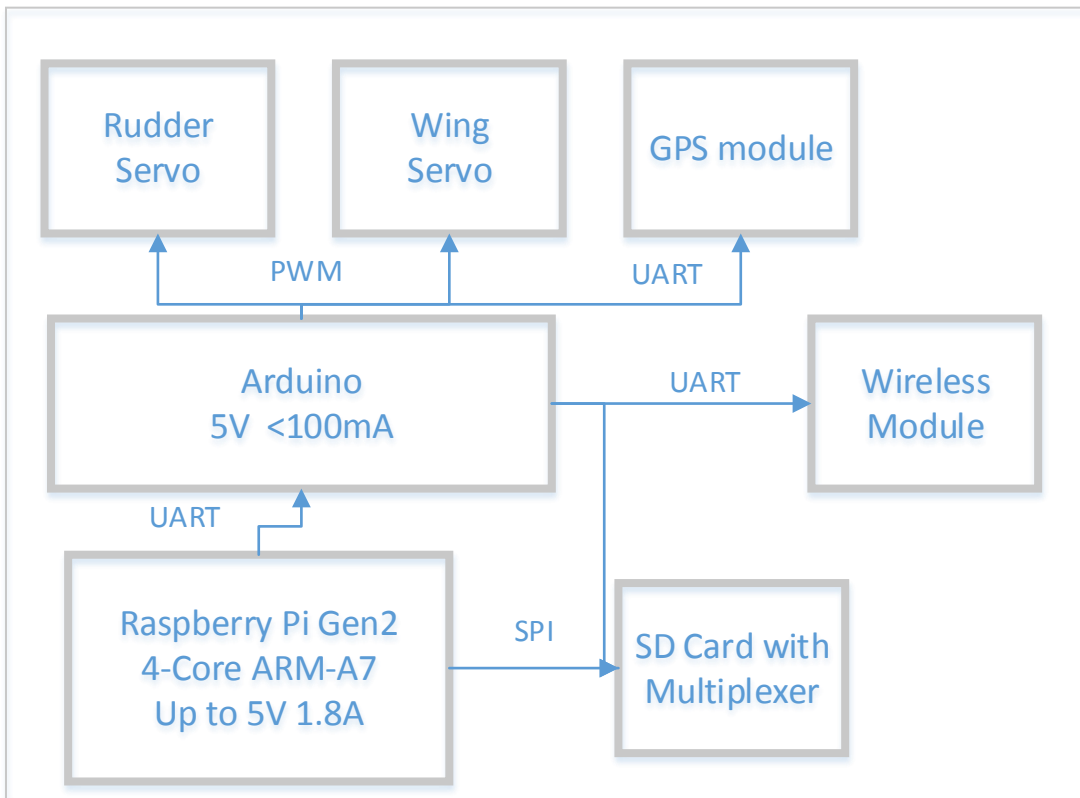 Rudder
Servo
Wing
Servo
GPS module
PWM
UART
Arduino
5V  <100mA
UART
Wireless
Module
UART
Raspberry Pi Gen2
4-Core ARM-A7
Up to 5V 1.8A
SPI
SD Card with
Multiplexer